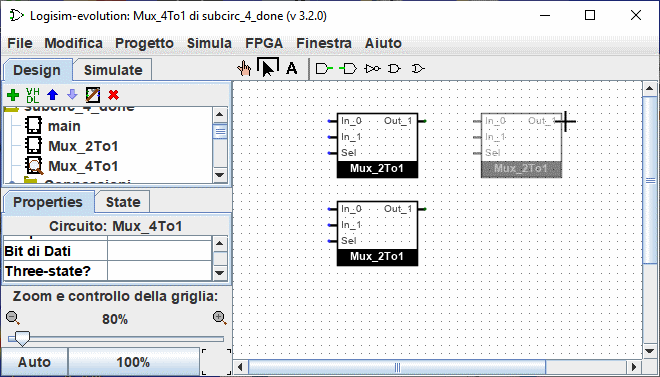 Logisim-evolution: Mux_4To1 di subcirc_4_done (v 3.2.0)
File Modifica Progetto Simula FPGA Finestra Aiuto
Design Simulate
A
VH
DL
subcirc_4_done
main
Mux_2To1
Mux_4To1
Connessioni
Properties State
Circuito: Mux_4To1
Bit di Dati
Three-state?
Zoom e controllo della griglia:
80%
Auto 100%
In_0 Out_1
In_1
Sel
Mux_2To1
In_0 Out_1
In_1
Sel
Mux_2To1
In_0 Out_1
In_1
Sel
Mux_2To1